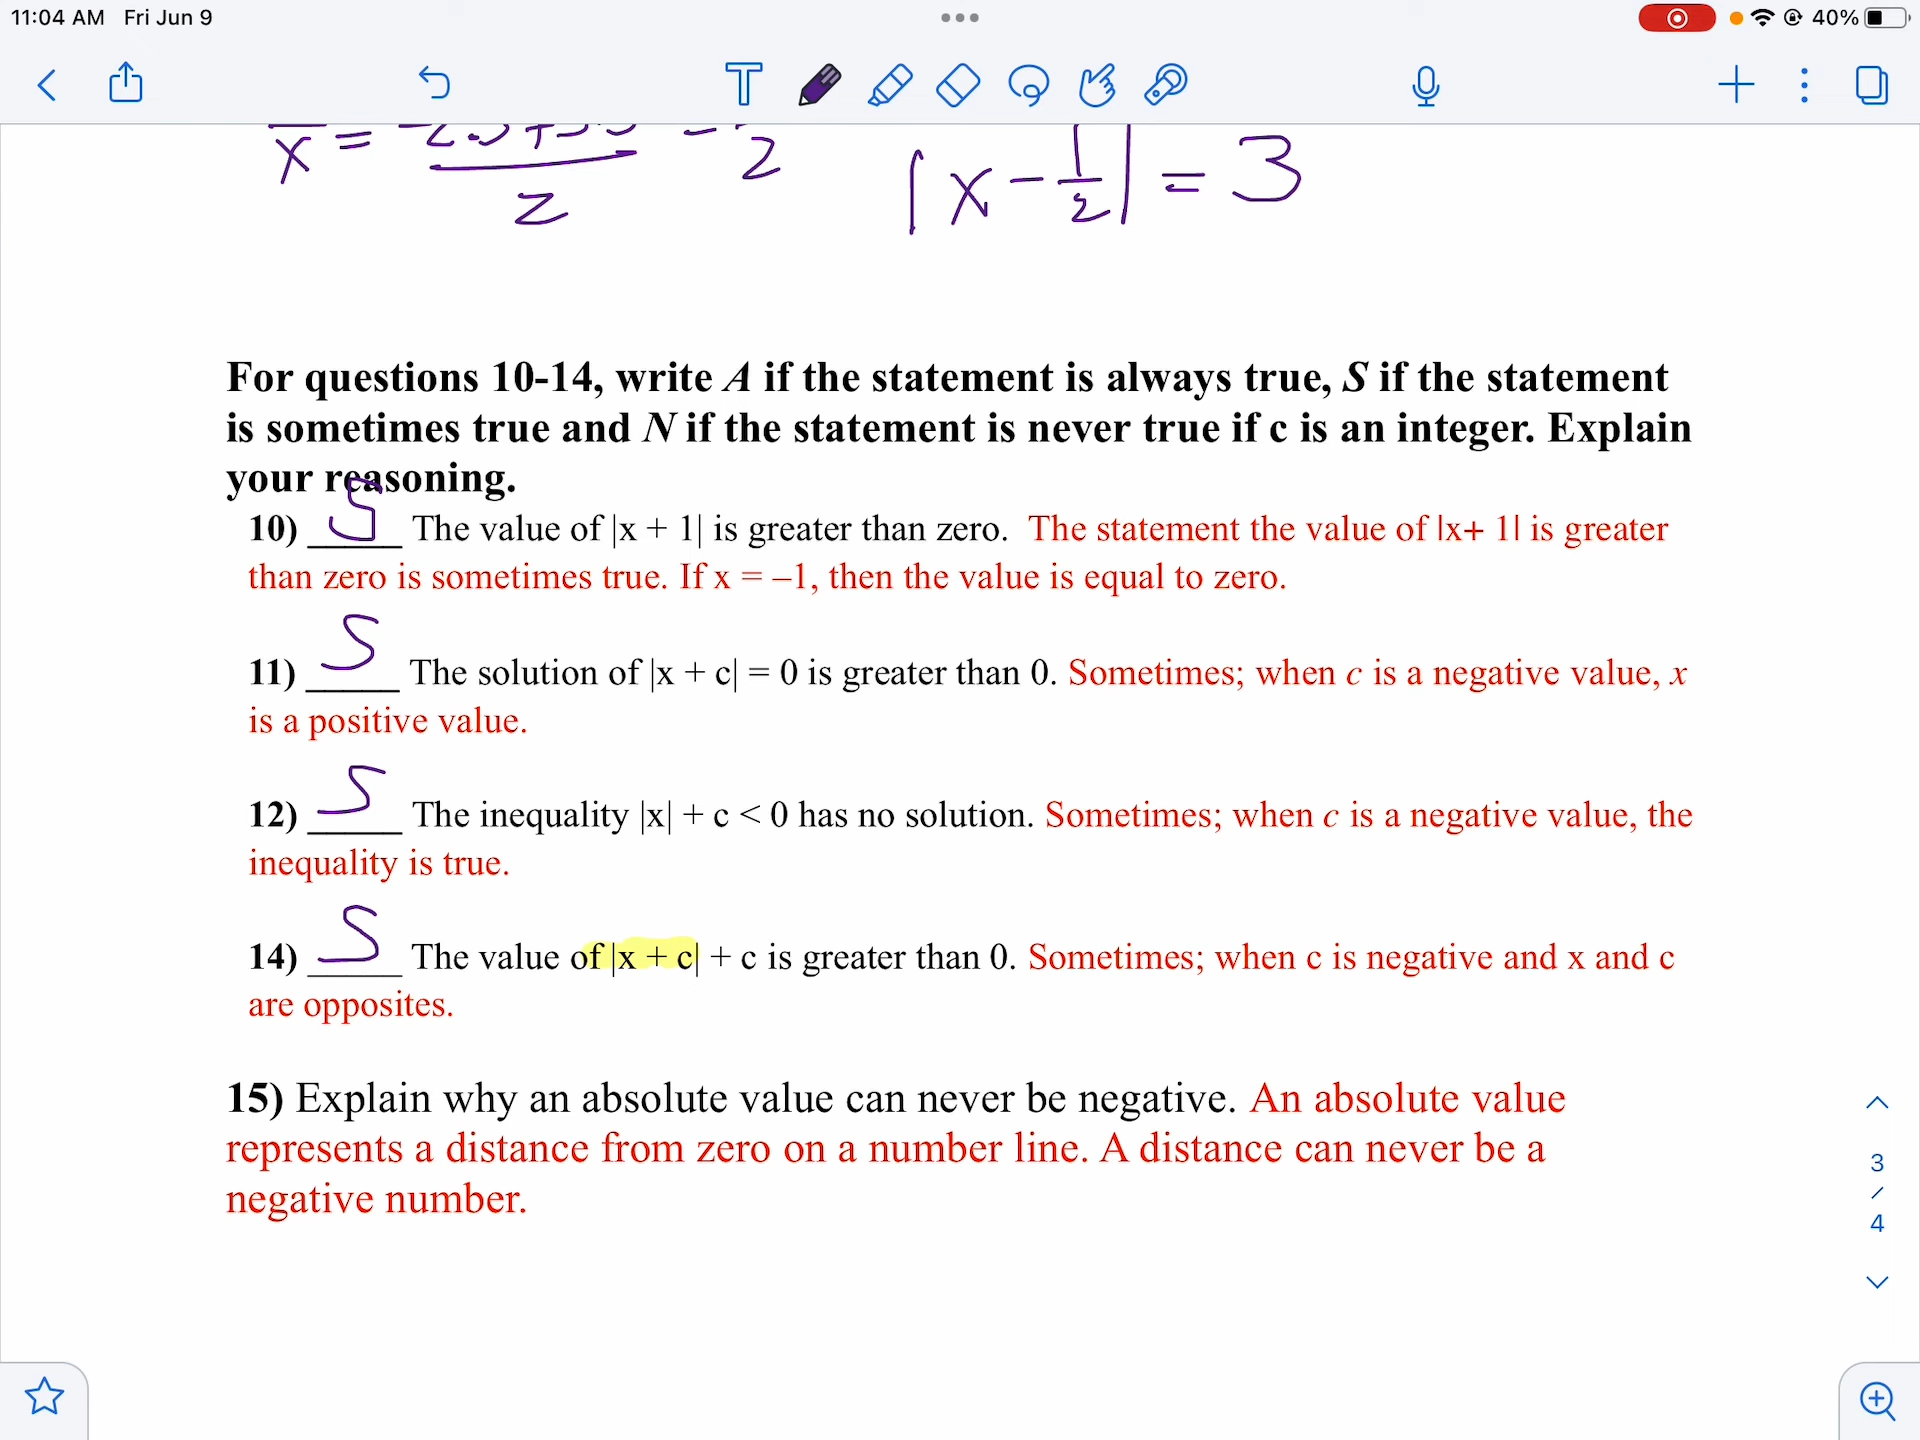 11:04 AM Fri Jun 9
40%
x =
2
2
|x - 1/2| = 3
For questions 10-14, write A if the statement is always true, S if the statement
is sometimes true and N if the statement is never true if c is an integer. Explain
your reasoning.
10) S The value of |x + 1| is greater than zero. The statement the value of |x+ 1| is greater
than zero is sometimes true. If x = –1, then the value is equal to zero.
11) S The solution of |x + c| = 0 is greater than 0. Sometimes; when c is a negative value, x
is a positive value.
12) S The inequality |x| + c < 0 has no solution. Sometimes; when c is a negative value, the
inequality is true.
14) S The value of |x + c| + c is greater than 0. Sometimes; when c is negative and x and c
are opposites.
15) Explain why an absolute value can never be negative. An absolute value
represents a distance from zero on a number line. A distance can never be a
negative number.
3
/
4